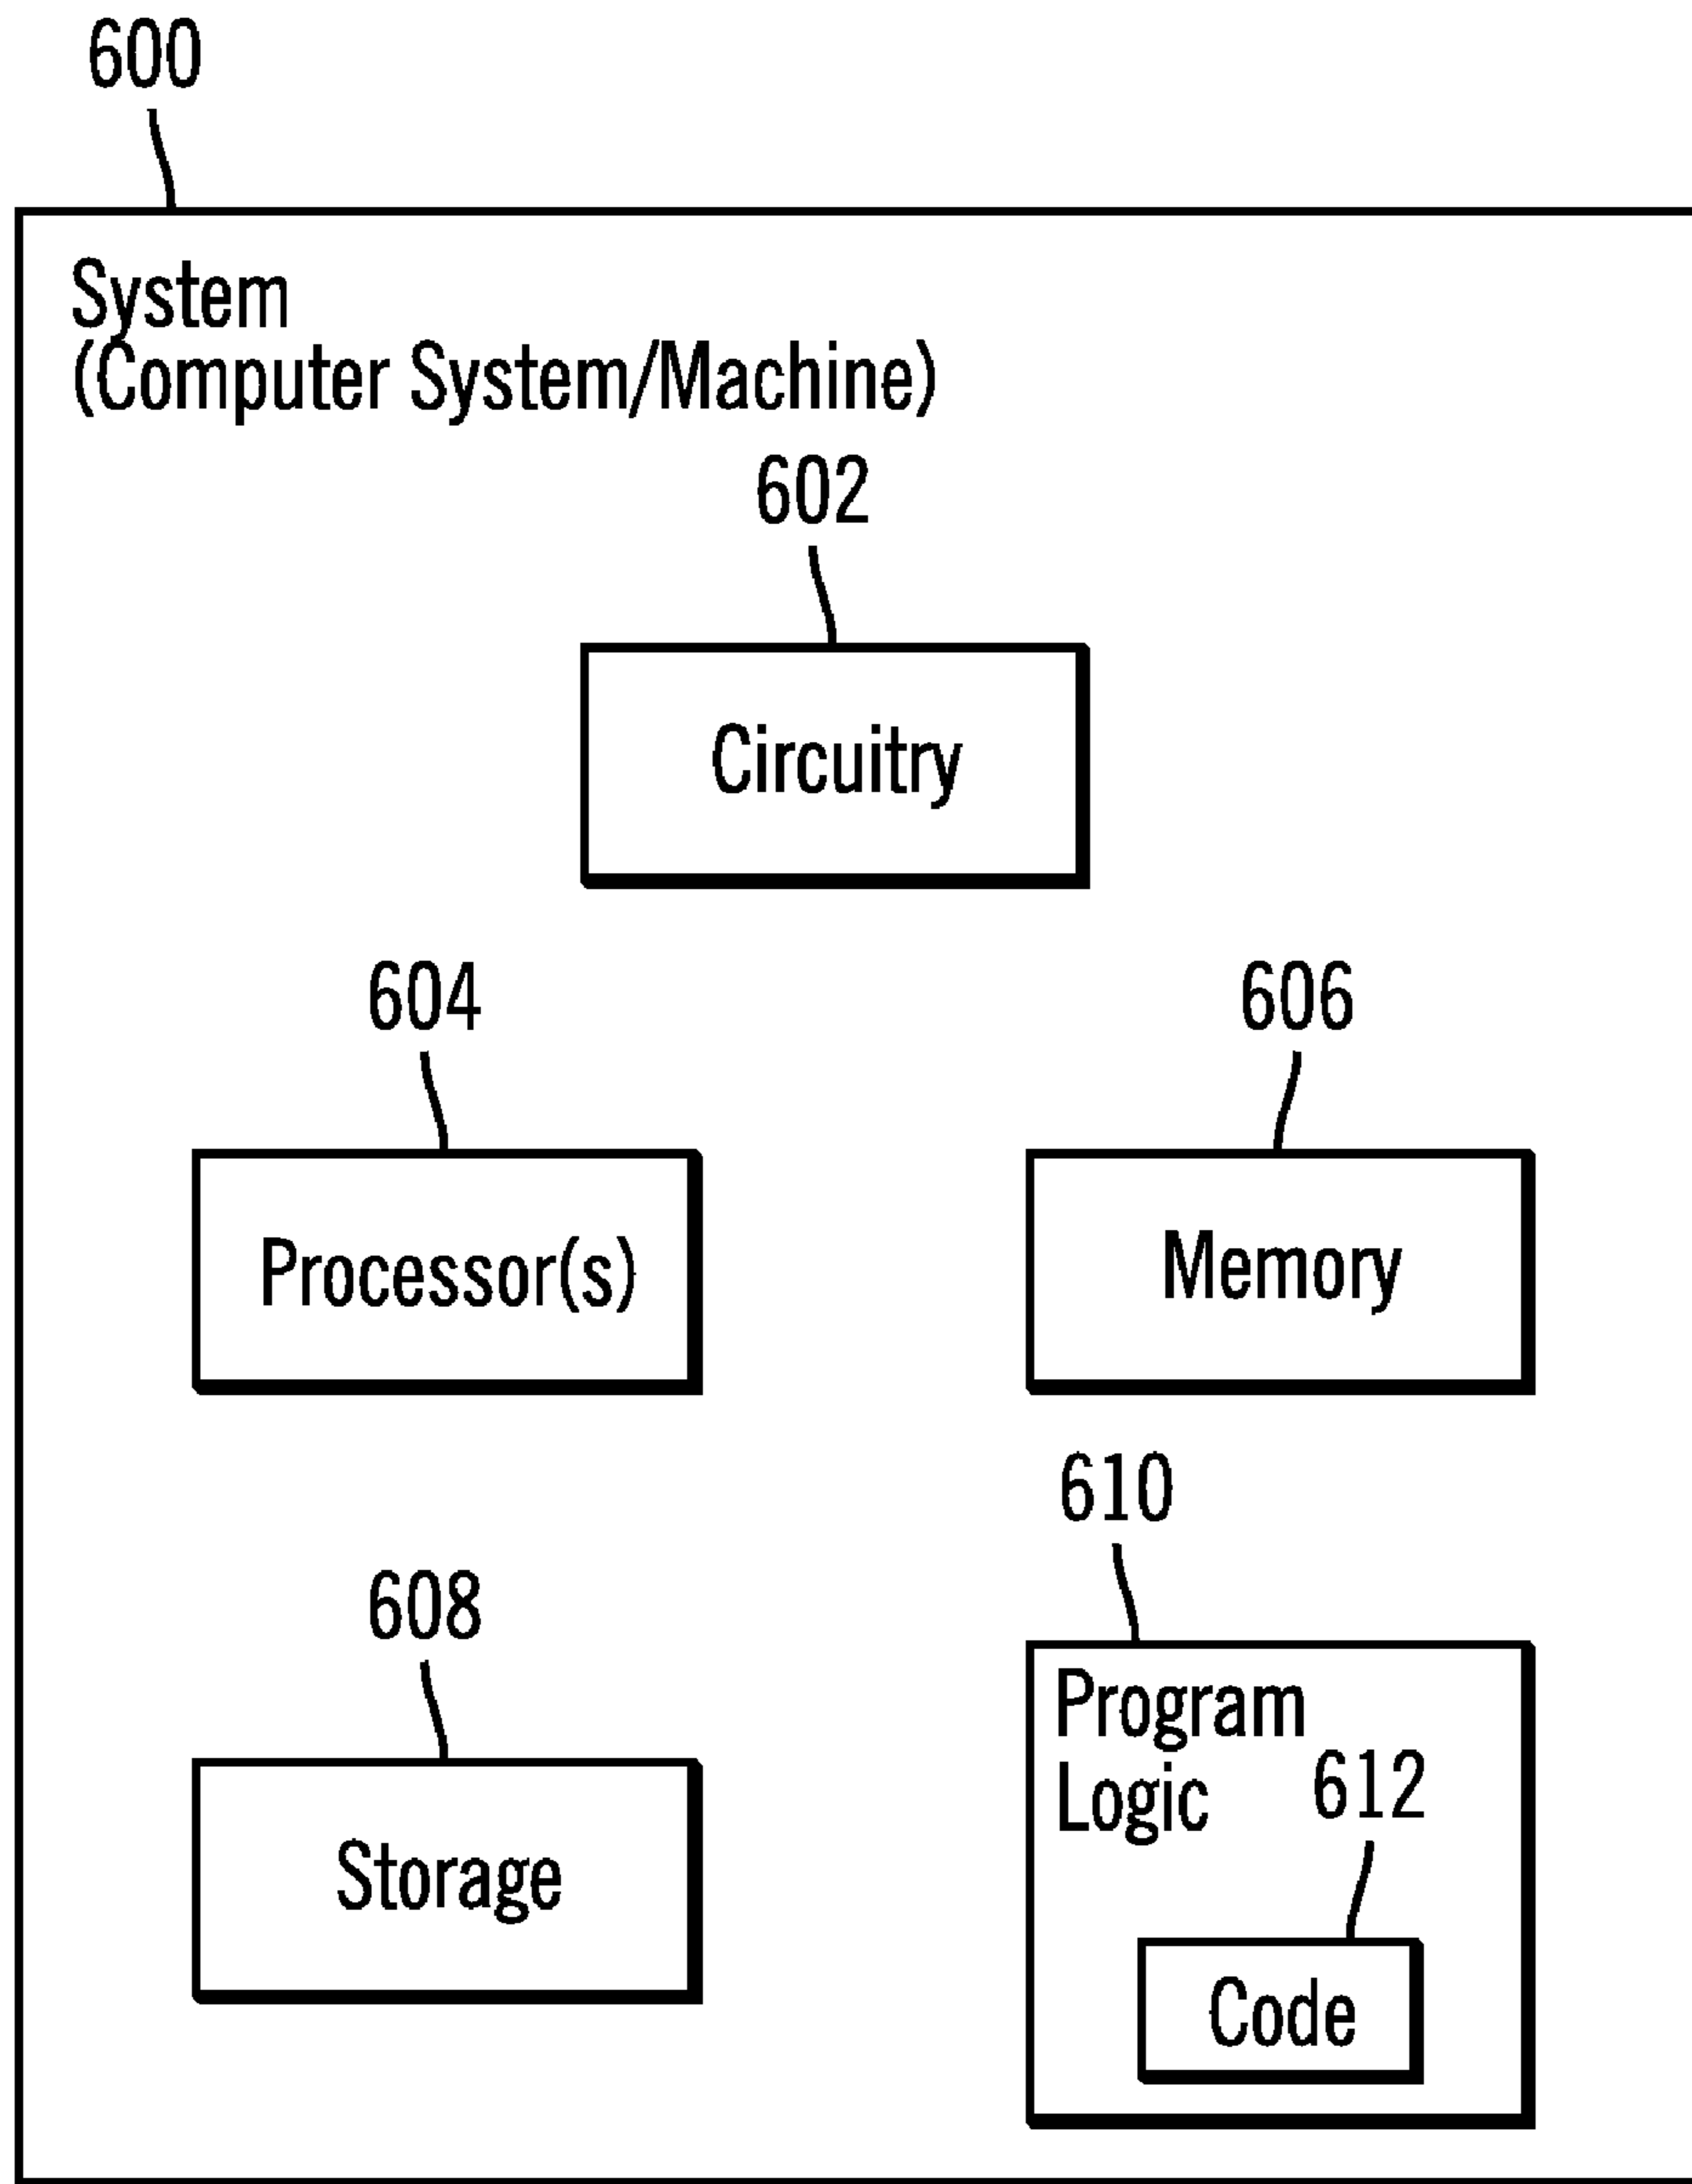 600
System
(Computer System/Machine)
602
Circuitry
604
606
Processor(s)
Memory
610
608
Program
Logic
612
Storage
Code